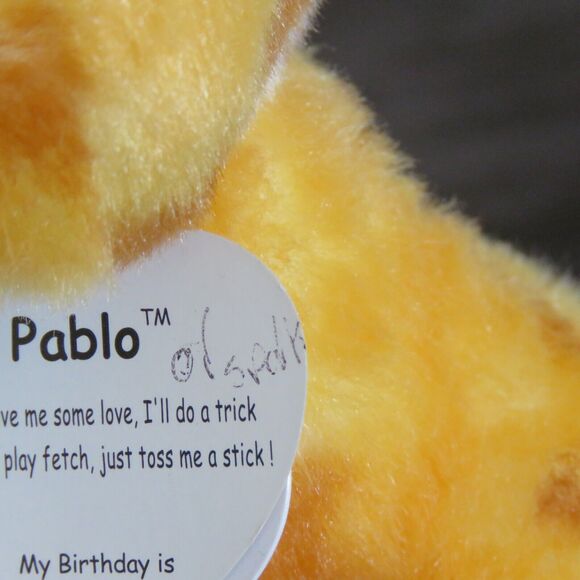 Pablo™
ve me some love, I'll do a trick
play fetch, just toss me a stick!
My Birthday is